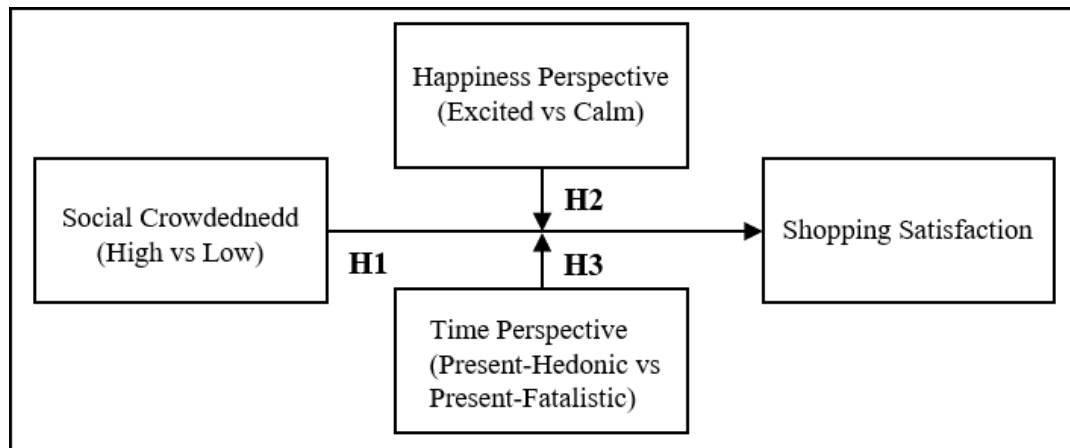 Happiness Perspective
(Excited vs Calm)
H2
Social Crowdednedd
(High vs Low)
H1
Shopping Satisfaction
H3
Time Perspective
(Present-Hedonic vs
Present-Fatalistic)